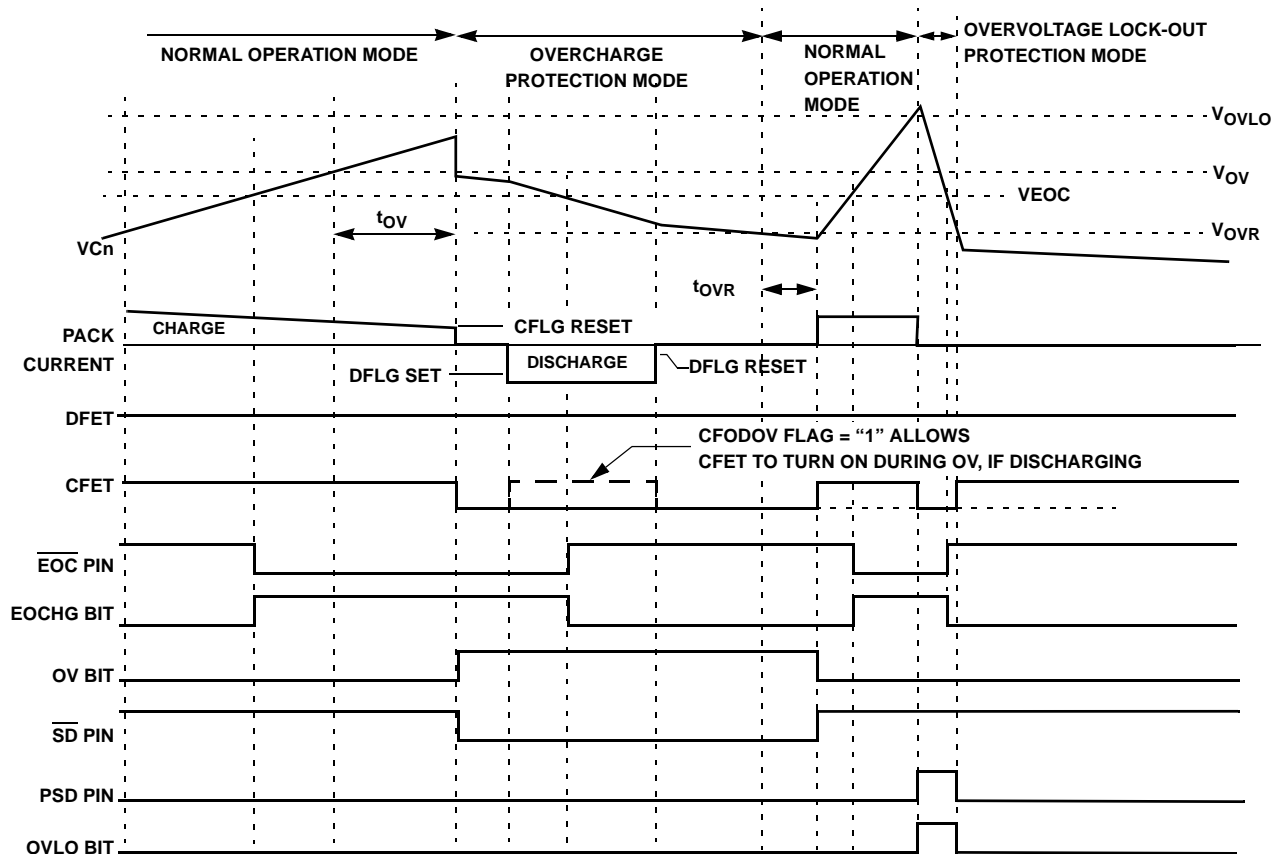 NORMAL OPERATION MODE
OVERCHARGE
PROTECTION MODE
NORMAL
OPERATION
MODE
OVERVOLTAGE LOCK-OUT
PROTECTION MODE
VOVLO
VOV
VEOC
VOVR
VCn
tOV
tOVR
PACK
CURRENT
CHARGE
CFLG RESET
DFLG SET
DISCHARGE
DFLG RESET
DFET
CFODOV FLAG = “1” ALLOWS
CFET TO TURN ON DURING OV, IF DISCHARGING
CFET
EOC PIN
EOCHG BIT
OV BIT
SD PIN
PSD PIN
OVLO BIT